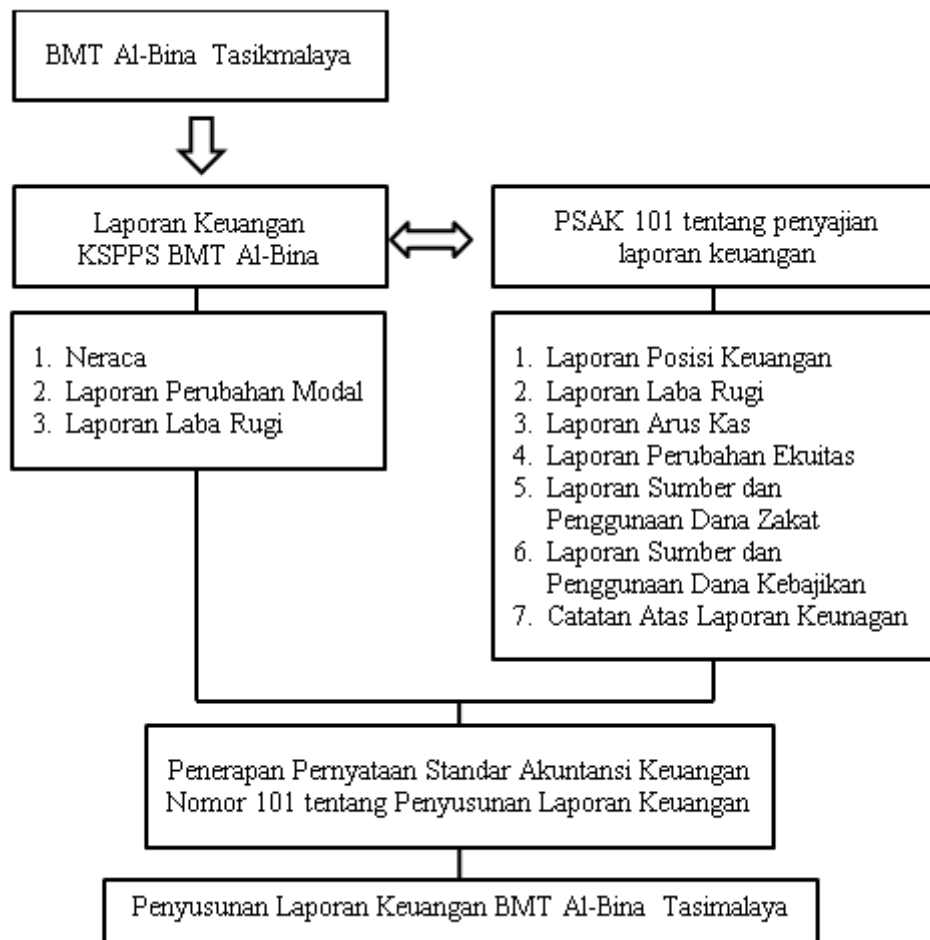 BMT Al-Bina Tasikmalaya
Laporan Keuangan
KSPPS BMT Al-Bina
PSAK 101 tentang penyajian
laporan keuangan
1. Neraca
2. Laporan Perubahan Modal
3. Laporan Laba Rugi
1. Laporan Posisi Keuangan
2. Laporan Laba Rugi
3. Laporan Arus Kas
4. Laporan Perubahan Ekuitas
5. Laporan Sumber dan
Penggunaan Dana Zakat
6. Laporan Sumber dan
Penggunaan Dana Kebajikan
7. Catatan Atas Laporan Keunagan
Penerapan Pernyataan Standar Akuntansi Keuangan
Nomor 101 tentang Penyusunan Laporan Keuangan
Penyusunan Laporan Keuangan BMT Al-Bina Tasimalaya